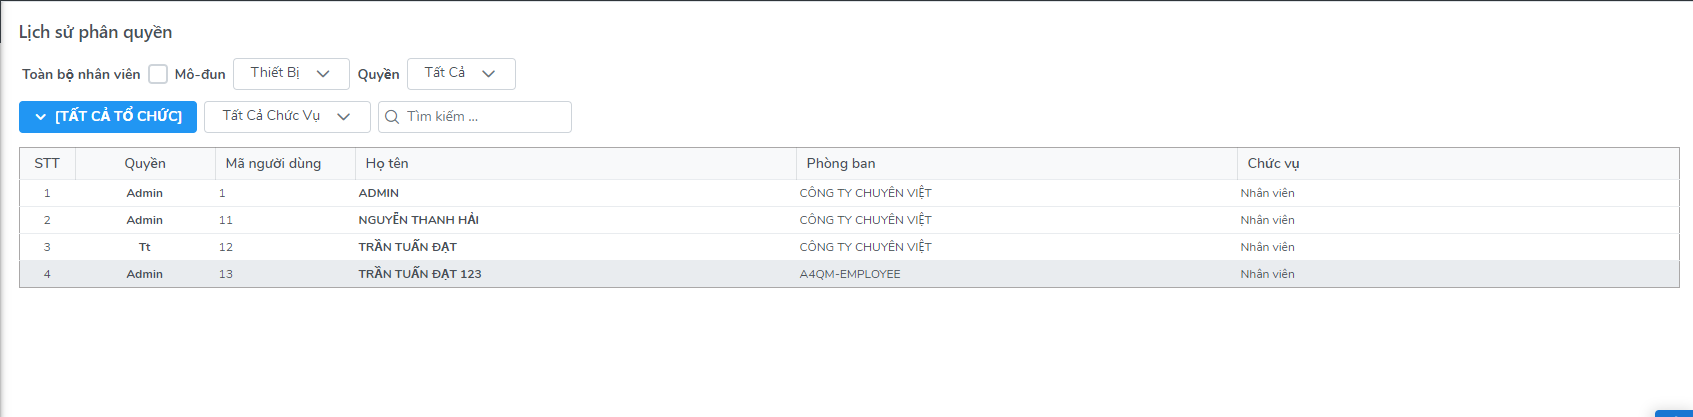 Lịch sử phân quyền
Toàn bộ nhân viên Mô-đun Thiết Bị Quyền Tất Cả
[TẤT CẢ TỔ CHỨC] Tất Cả Chức Vụ Tìm kiếm ...
STT Quyền Mã người dùng Họ tên Phòng ban Chức vụ
1 Admin 1 ADMIN CÔNG TY CHUYÊN VIỆT Nhân viên
2 Admin 11 NGUYỄN THANH HẢI CÔNG TY CHUYÊN VIỆT Nhân viên
3 Tt 12 TRẦN TUẤN ĐẠT CÔNG TY CHUYÊN VIỆT Nhân viên
4 Admin 13 TRẦN TUẤN ĐẠT 123 A4QM-EMPLOYEE Nhân viên